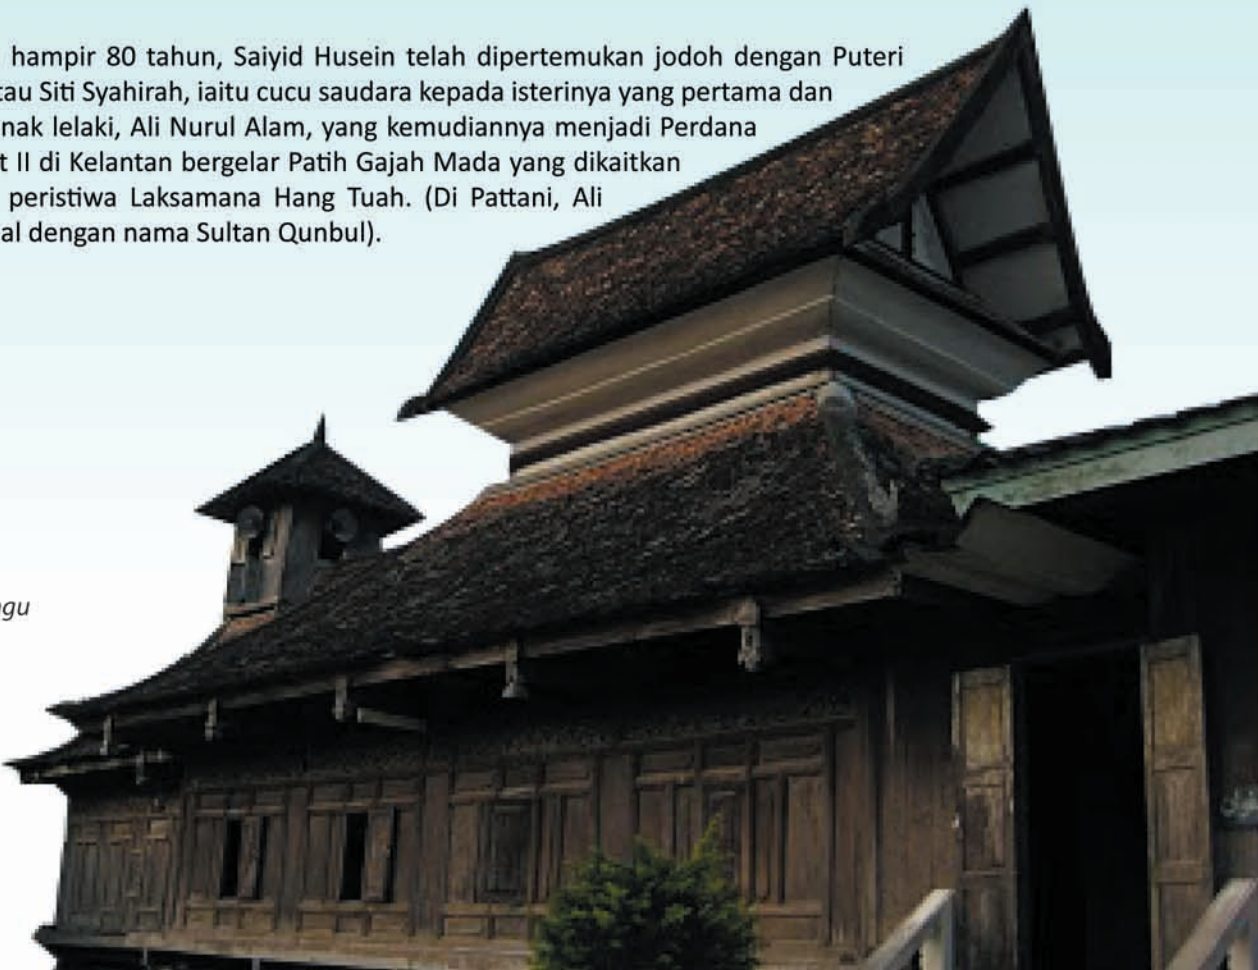 hampir 80 tahun, Saiyid Husein telah dipertemukan jodoh dengan Puteri
tau Siti Syahirah, iaitu cucu saudara kepada isterinya yang pertama dan
nak lelaki, Ali Nurul Alam, yang kemudiannya menjadi Perdana
t II di Kelantan bergelar Patih Gajah Mada yang dikaitkan
peristiwa Laksamana Hang Tuah. (Di Pattani, Ali
al dengan nama Sultan Qunbul).